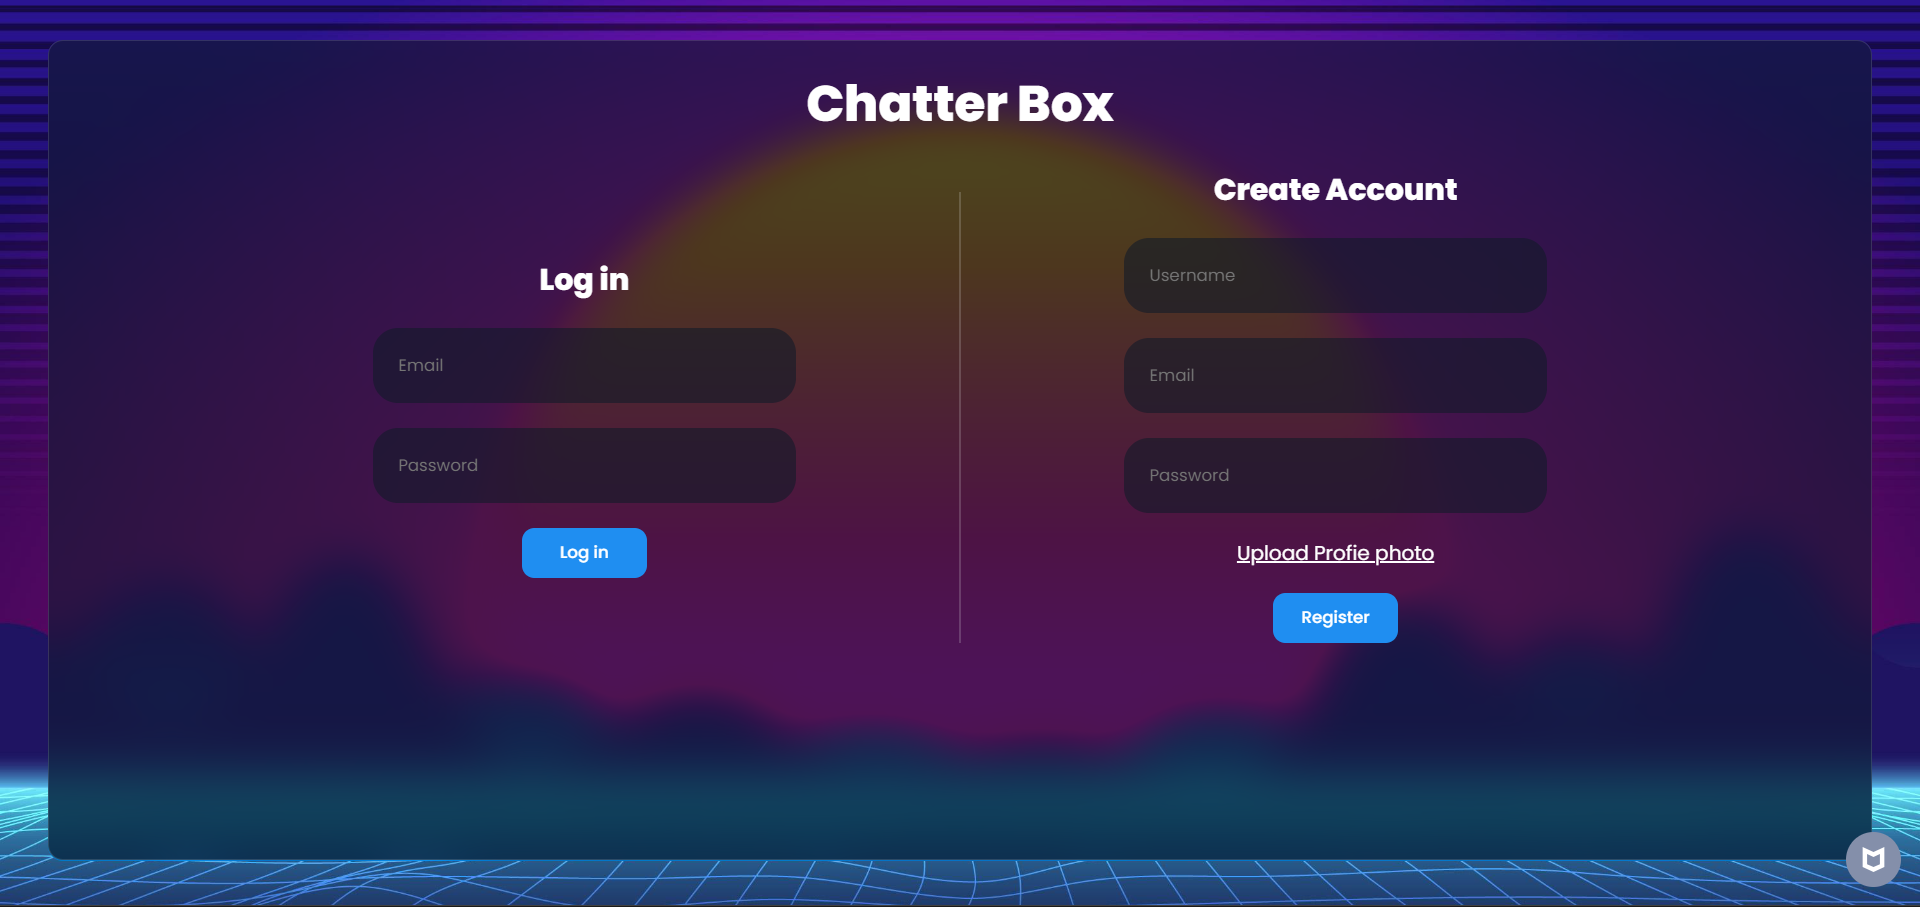 Chatter Box
Log in
Email
Password
Log in
Create Account
Username
Email
Password
Upload Profie photo
Register